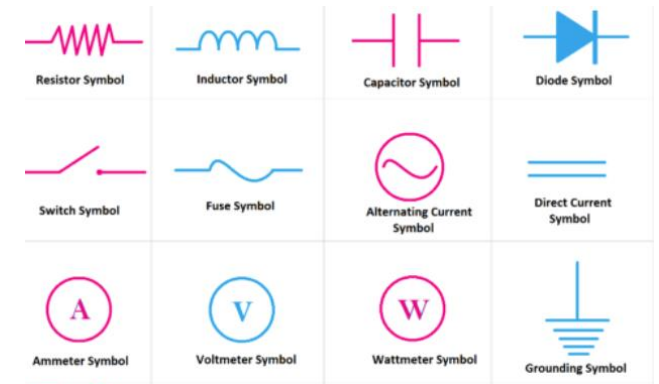 Resistor Symbol
Inductor Symbol
Capacitor Symbol
Diode Symbol
Switch Symbol
Fuse Symbol
Alternating Current
Symbol
Direct Current
Symbol
A
V
W
Ammeter Symbol
Voltmeter Symbol
Wattmeter Symbol
Grounding Symbol